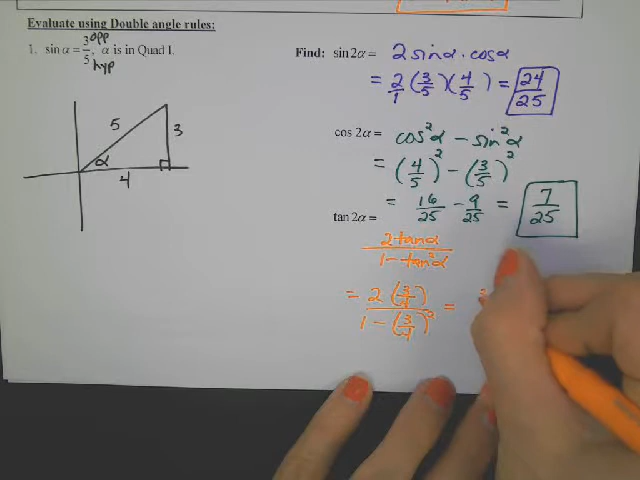 Evaluate using Double angle rules:
1. sin α = 3/5, α is in Quad I.
opp
hyp
5
3
α
4
Find: sin 2α = 2 sin α · cos α
= 2/1 (3/5)(4/5) = 24/25
cos 2α = cos² α − sin² α
= (4/5)² − (3/5)²
= 16/25 − 9/25 = 7/25
tan 2α =
2 tan α / 1 − tan² α
= 2(3/4) / 1 − (3/4)² =